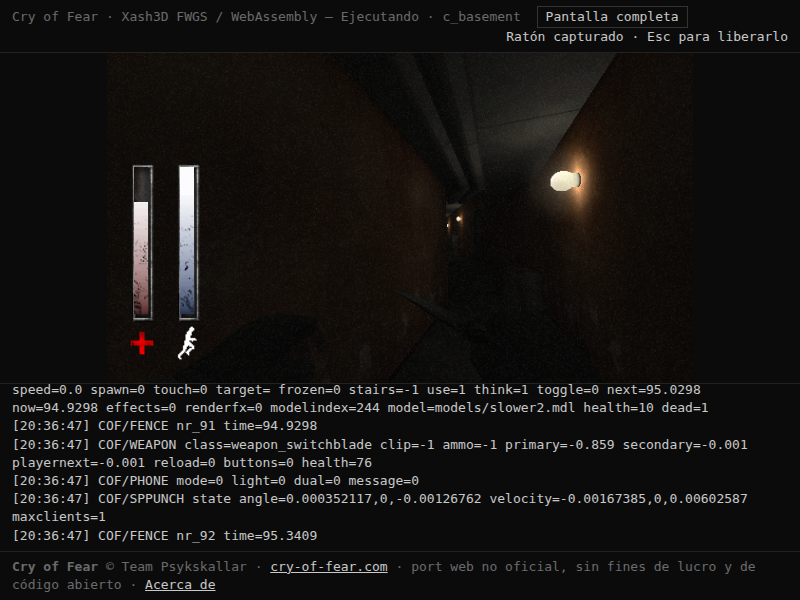 Cry of Fear · Xash3D FWGS / WebAssembly — Ejecutando · c_basement
Pantalla completa
Ratón capturado · Esc para liberarlo
speed=0.0 spawn=0 touch=0 target= frozen=0 stairs=-1 use=1 think=1 toggle=0 next=95.0298
now=94.9298 effects=0 renderfx=0 modelindex=244 model=models/slower2.mdl health=10 dead=1
[20:36:47] COF/FENCE nr_91 time=94.9298
[20:36:47] COF/WEAPON class=weapon_switchblade clip=-1 ammo=-1 primary=-0.859 secondary=-0.001
playernext=-0.001 reload=0 buttons=0 health=76
[20:36:47] COF/PHONE mode=0 light=0 dual=0 message=0
[20:36:47] COF/SPPUNCH state angle=0.000352117,0,-0.00126762 velocity=-0.00167385,0,0.00602587
maxclients=1
[20:36:47] COF/FENCE nr_92 time=95.3409
Cry of Fear © Team Psykskallar · cry-of-fear.com · port web no oficial, sin fines de lucro y de
código abierto · Acerca de